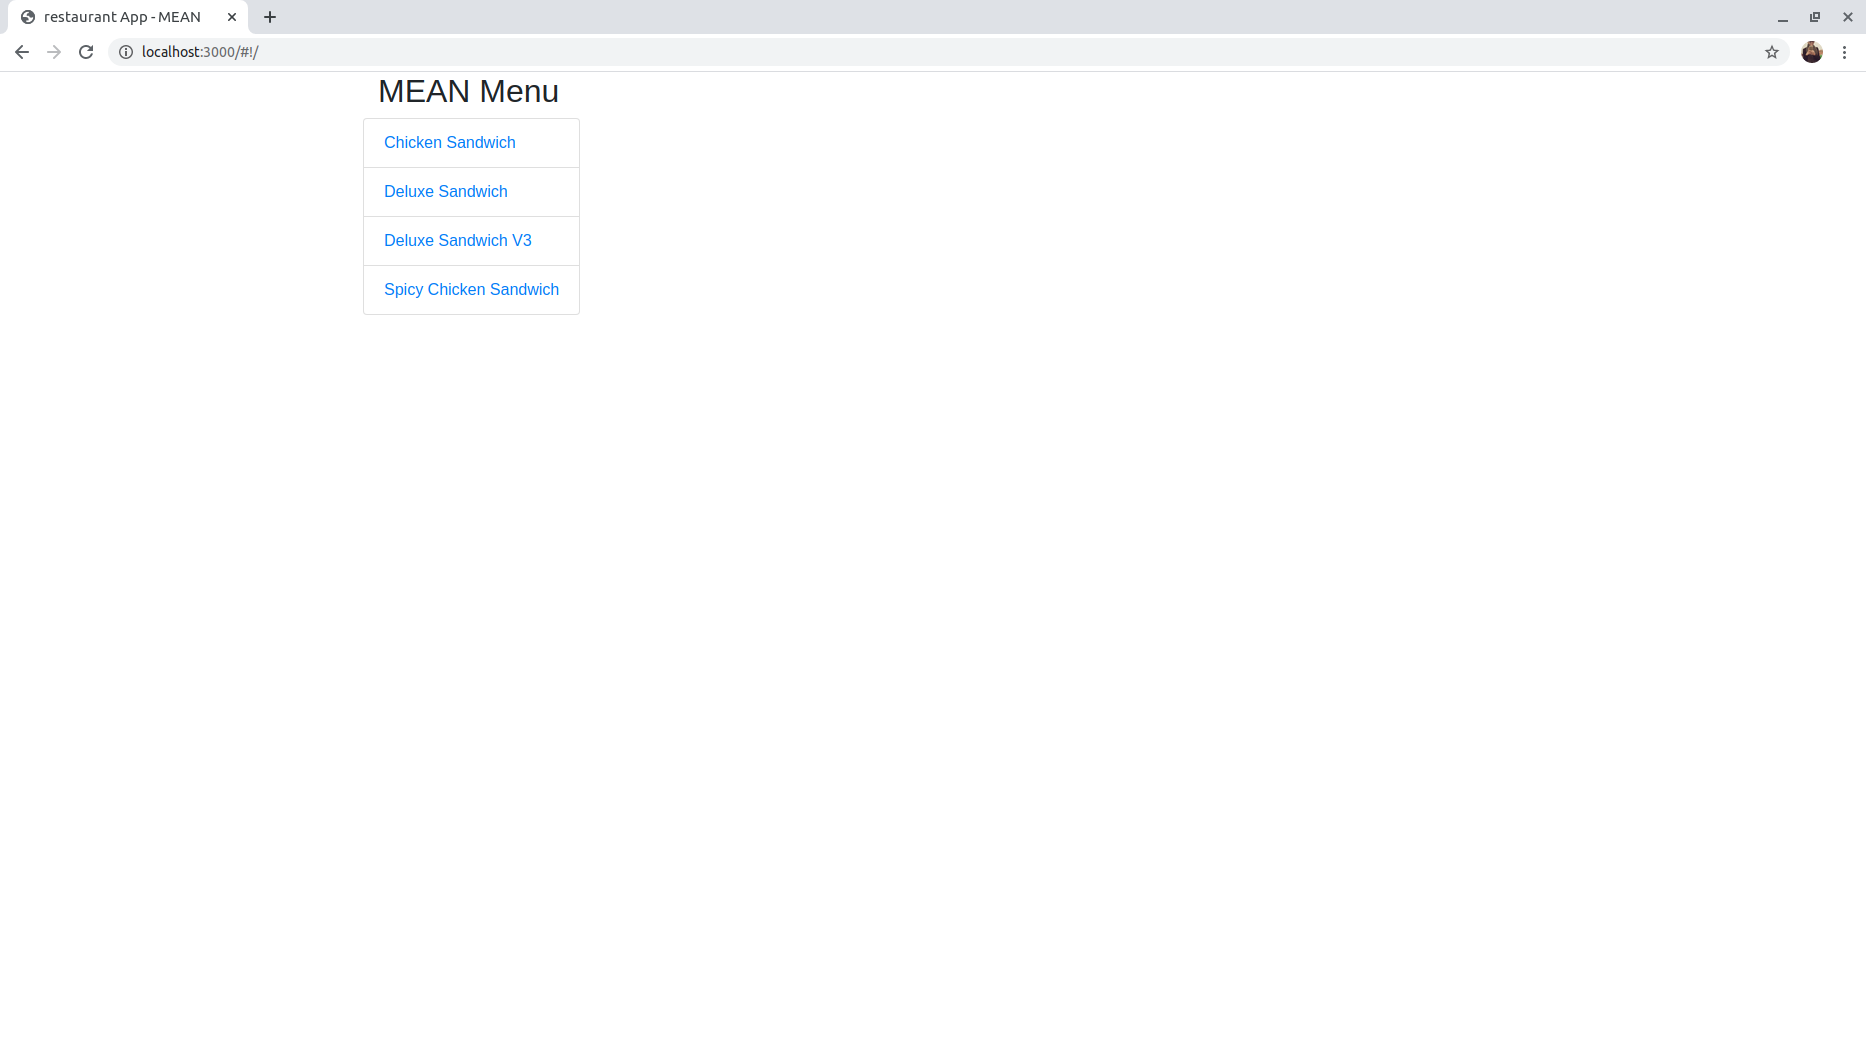 restaurant App - MEAN
localhost:3000/#!/
MEAN Menu
Chicken Sandwich
Deluxe Sandwich
Deluxe Sandwich V3
Spicy Chicken Sandwich